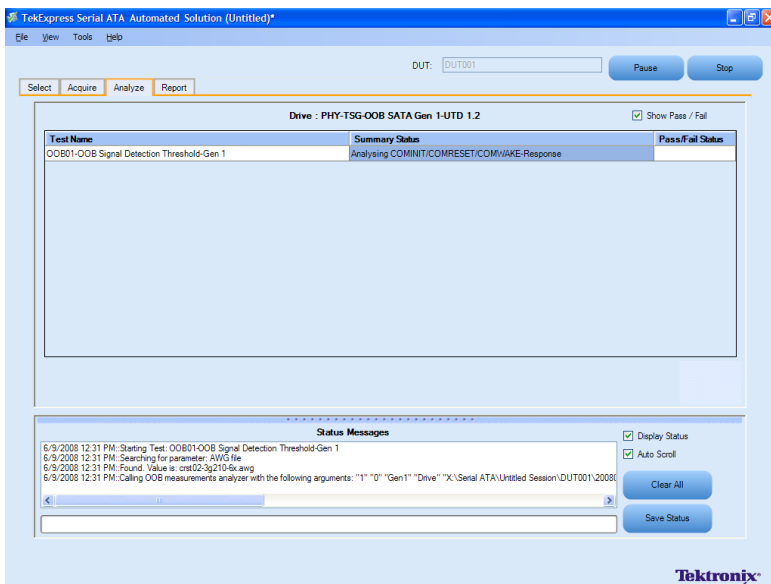 TekExpress Serial ATA Automated Solution (Untitled)*
File View Tools Help
DUT: DUT001
Pause
Stop
Select Acquire Analyze Report
Drive : PHY-TSG-OOB SATA Gen 1-UTD 1.2
Show Pass / Fail
Test Name Summary Status Pass/Fail Status
OOB01-OOB Signal Detection Threshold-Gen 1 Analysing COMINIT/COMRESET/COMWAKE-Response
Status Messages
Display Status
Auto Scroll
6/9/2008 12:31 PM::Starting Test: OOB01-OOB Signal Detection Threshold-Gen 1
6/9/2008 12:31 PM::Searching for parameter: AWG file
6/9/2008 12:31 PM::Found. Value is: crst02-3g210-6x.awg
6/9/2008 12:31 PM::Calling OOB measurements analyzer with the following arguments: "1" "0" "Gen1" "Drive" "X:\Serial ATA\Untitled Session\DUT001\2008
Clear All
Save Status
Tektronix